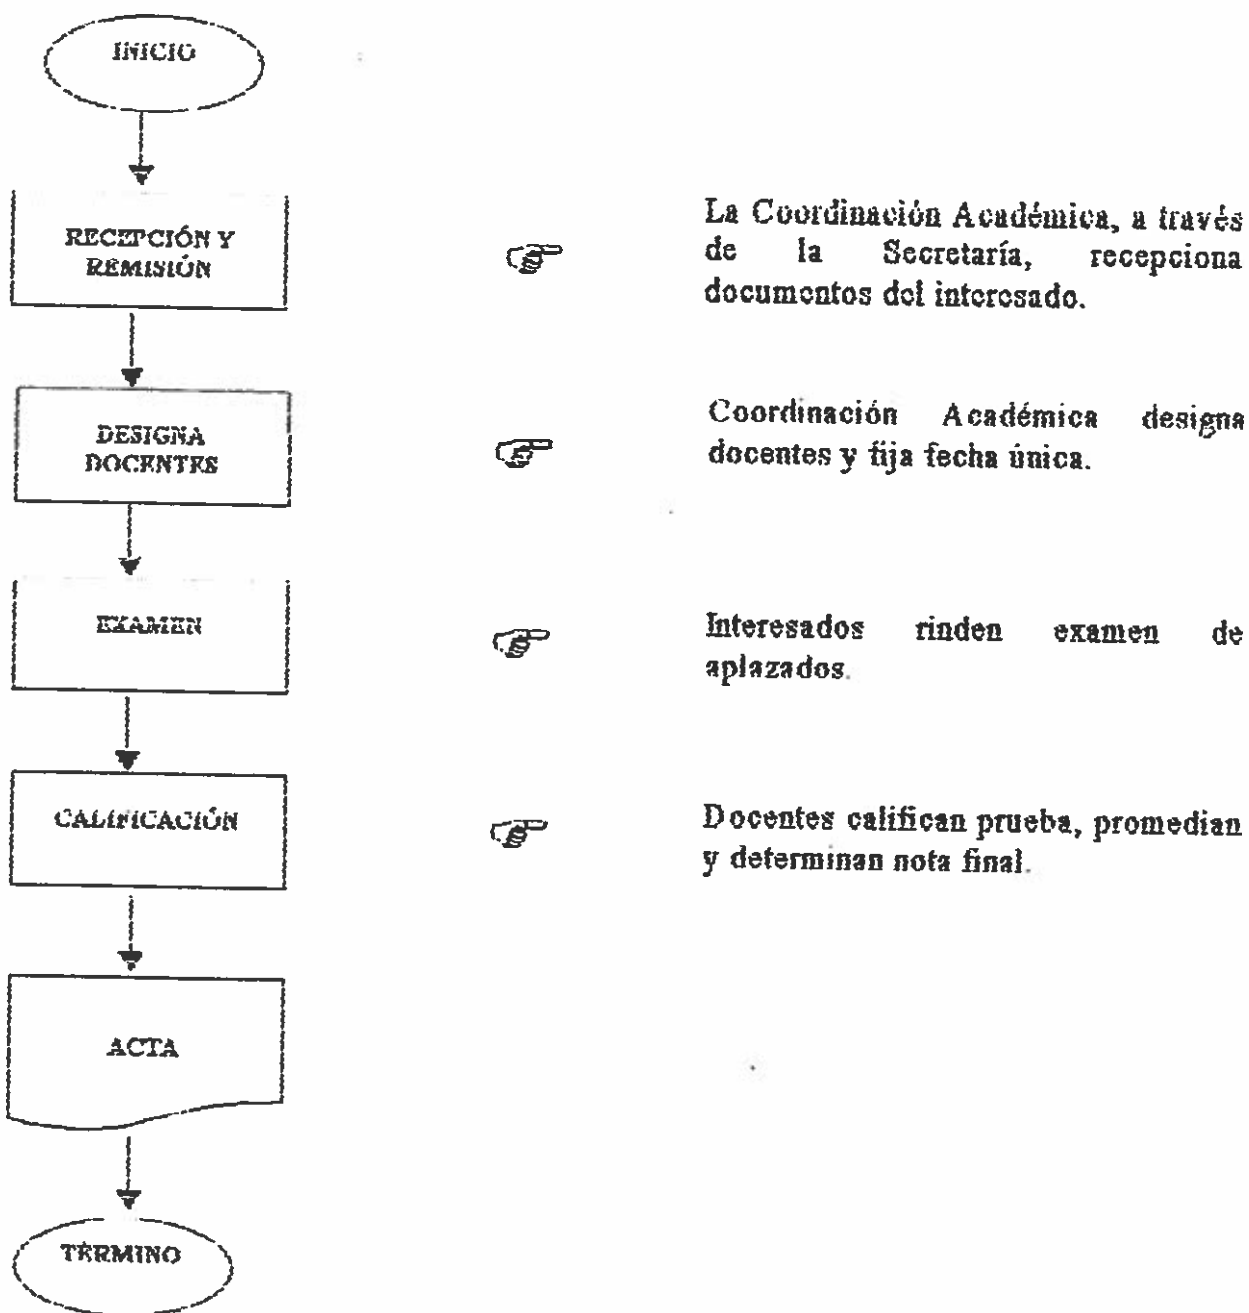 INICIO
RECEPCIÓN Y
REMISIÓN
La Coordinación Académica, a través
de la Secretaría, recepciona
documentos del interesado.
DESIGNA
DOCENTES
Coordinación Académica designa
docentes y fija fecha única.
EXAMEN
Interesados rinden examen de
aplazados.
CALIFICACIÓN
Docentes califican prueba, promedian
y determinan nota final.
ACTA
TÉRMINO